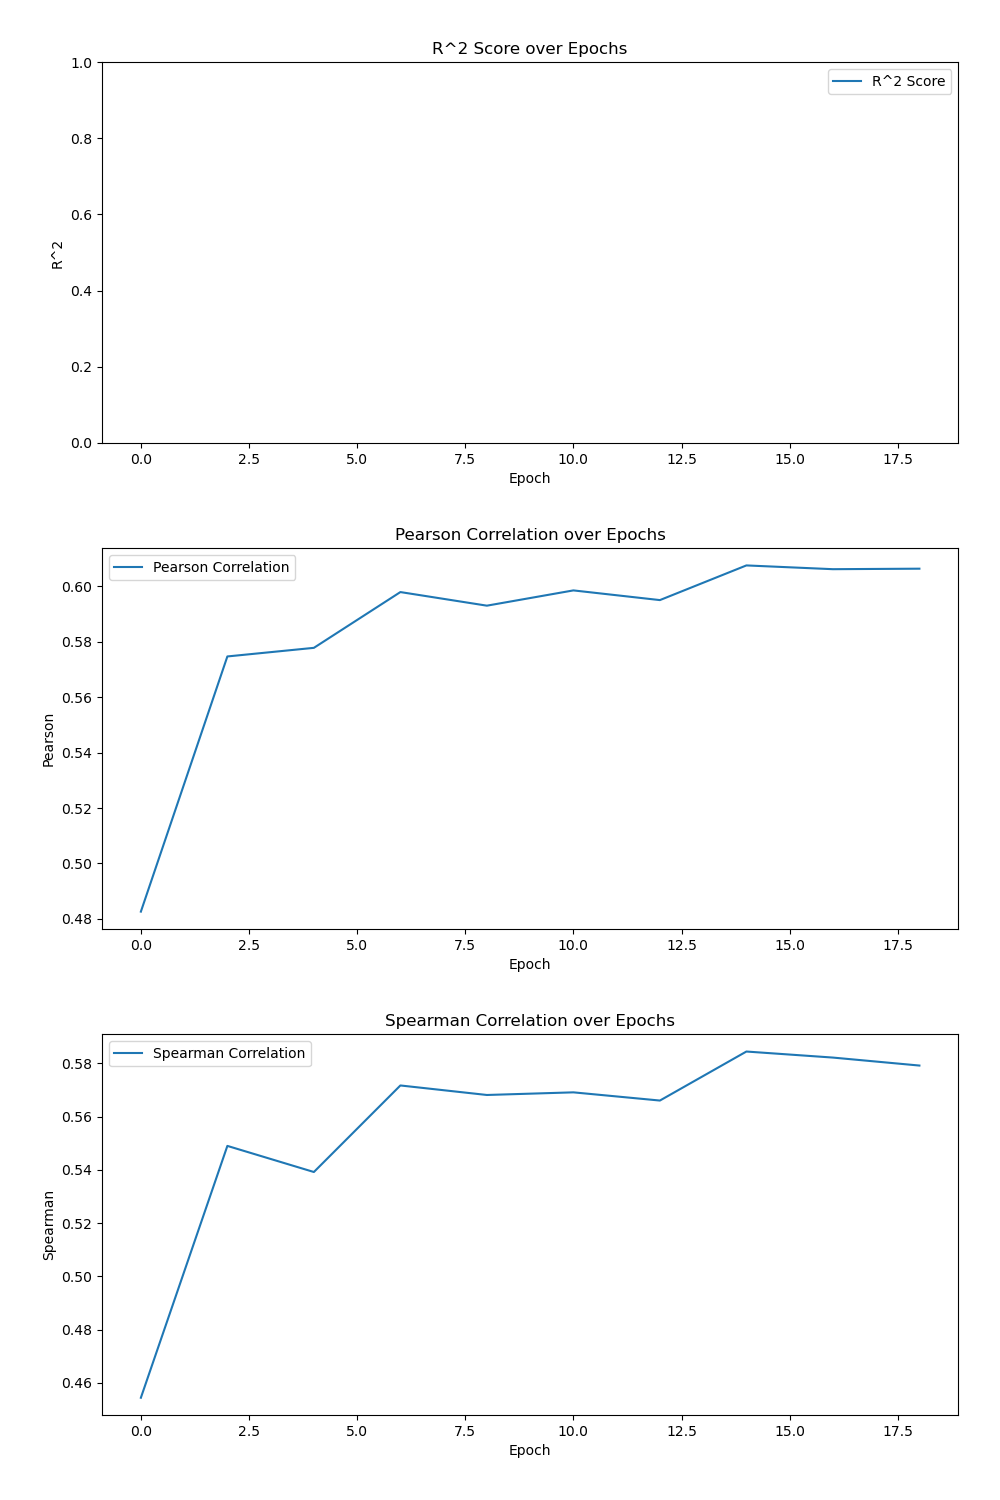 R^2 Score over Epochs
R^2 Score
1.0
0.8
0.6
0.4
0.2
0.0
R^2
0.0 2.5 5.0 7.5 10.0 12.5 15.0 17.5
Epoch
Pearson Correlation over Epochs
Pearson Correlation
0.60
0.58
0.56
0.54
0.52
0.50
0.48
Pearson
0.0 2.5 5.0 7.5 10.0 12.5 15.0 17.5
Epoch
Spearman Correlation over Epochs
Spearman Correlation
0.58
0.56
0.54
0.52
0.50
0.48
0.46
Spearman
0.0 2.5 5.0 7.5 10.0 12.5 15.0 17.5
Epoch